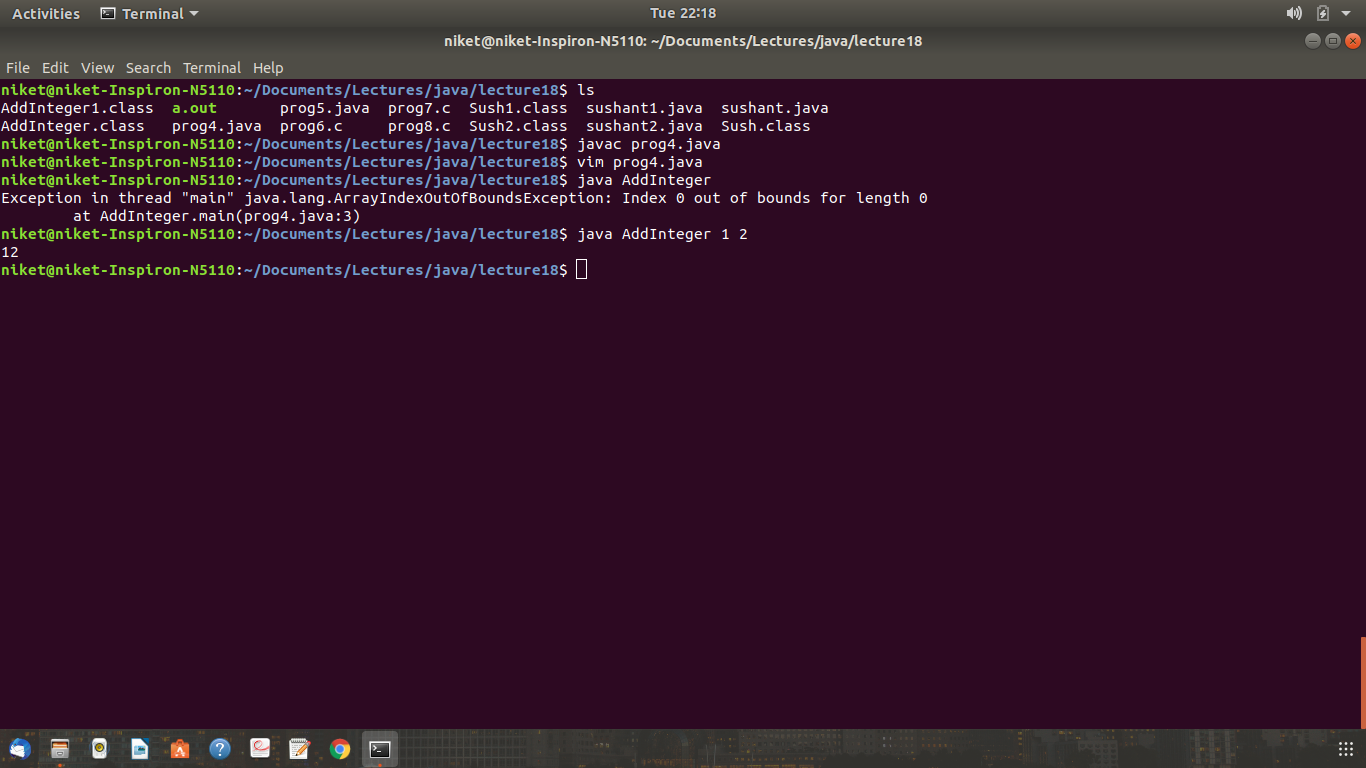 Activities Terminal Tue 22:18
niket@niket-Inspiron-N5110: ~/Documents/Lectures/java/lecture18
File Edit View Search Terminal Help
niket@niket-Inspiron-N5110:~/Documents/Lectures/java/lecture18$ ls
AddInteger1.class  a.out       prog5.java  prog7.c  Sush1.class  sushant1.java  sushant.java
AddInteger.class   prog4.java  prog6.c     prog8.c  Sush2.class  sushant2.java  Sush.class
niket@niket-Inspiron-N5110:~/Documents/Lectures/java/lecture18$ javac prog4.java
niket@niket-Inspiron-N5110:~/Documents/Lectures/java/lecture18$ vim prog4.java
niket@niket-Inspiron-N5110:~/Documents/Lectures/java/lecture18$ java AddInteger
Exception in thread "main" java.lang.ArrayIndexOutOfBoundsException: Index 0 out of bounds for length 0
        at AddInteger.main(prog4.java:3)
niket@niket-Inspiron-N5110:~/Documents/Lectures/java/lecture18$ java AddInteger 1 2
12
niket@niket-Inspiron-N5110:~/Documents/Lectures/java/lecture18$